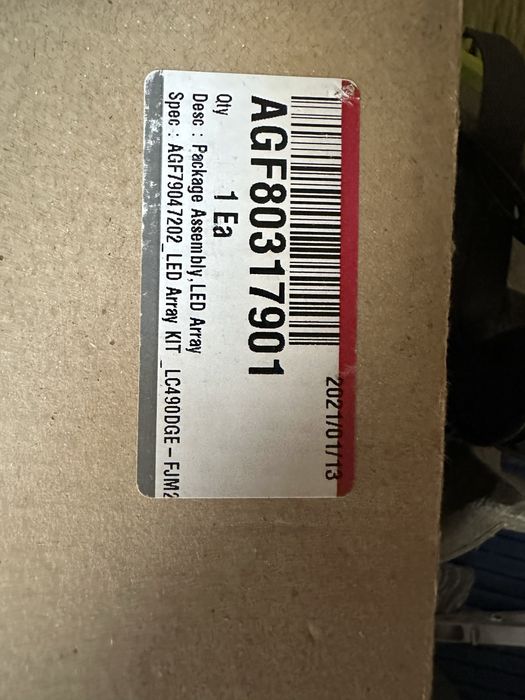 2021/01/13
AGF80317901
Qty 1 Ea
Desc : Package Assembly,LED Array
Spec : AGF79047202_LED Array KIT _LC490DGE-FJM2